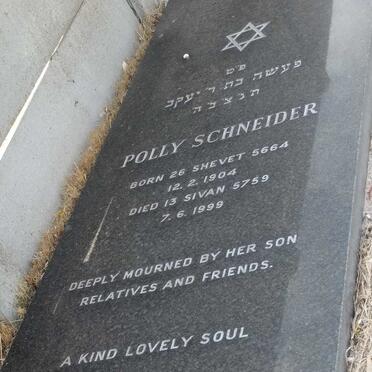 פ״ט
פעשה בת ר׳ יעקב
ת נ צ ב ה
POLLY SCHNEIDER
BORN 26 SHEVET 5664
12. 2. 1904
DIED 13 SIVAN 5759
7. 6. 1999
DEEPLY MOURNED BY HER SON
RELATIVES AND FRIENDS.
A KIND LOVELY SOUL